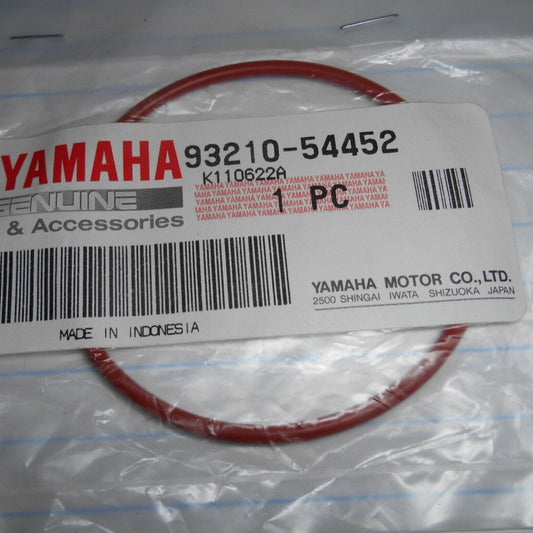 YAMAHA 93210-54452
K110622A
GENUINE
& Accessories
1 PC
YAMAHA MOTOR CO.,LTD.
2500 SHINGAI IWATA SHIZUOKA JAPAN
MADE IN INDONESIA